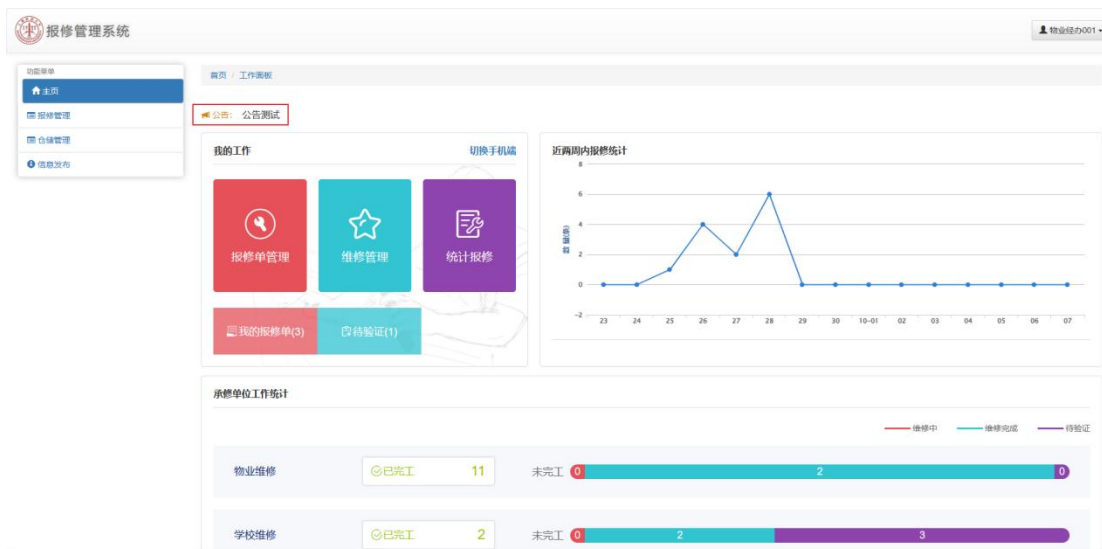 报修管理系统
物业经办001
功能菜单
主页
报修管理
仓储管理
信息发布
首页 / 工作面板
公告: 公告测试
我的工作 切换手机端
报修单管理 维修管理 统计报修
我的报修单(3) 待验证(1)
近两周内报修统计
8
6
4
2
0
-2
23 24 25 26 27 28 29 30 10-01 02 03 04 05 06 07
承修单位工作统计
维修中 维修完成 待验证
物业维修 已完工 11 未完工 0 2 0
学校维修 已完工 2 未完工 0 2 3